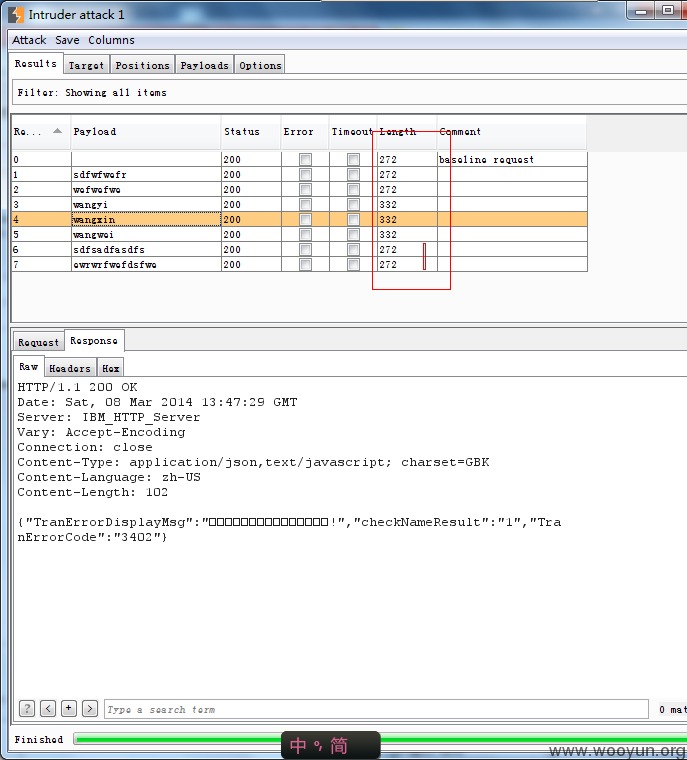 Intruder attack 1
Attack Save Columns
Results Target Positions Payloads Options
Filter: Showing all items
Re... Payload Status Error Timeout Length Comment
0 200 272 baseline request
1 sdfwfwefr 200 272
2 wefwefwe 200 272
3 wangyi 200 332
4 wangxin 200 332
5 wangwei 200 332
6 sdfsadfasdfs 200 272
7 ewrwrfwefdsfwe 200 272
Request Response
Raw Headers Hex
HTTP/1.1 200 OK
Date: Sat, 08 Mar 2014 13:47:29 GMT
Server: IBM_HTTP_Server
Vary: Accept-Encoding
Connection: close
Content-Type: application/json,text/javascript; charset=GBK
Content-Language: zh-US
Content-Length: 102
{"TranErrorDisplayMsg":"□□□□□□□□□□□□□□□!","checkNameResult":"1","Tra
nErrorCode":"3402"}
? < + > Type a search term 0 mat
Finished
中 °, 简
www.wooyun.org